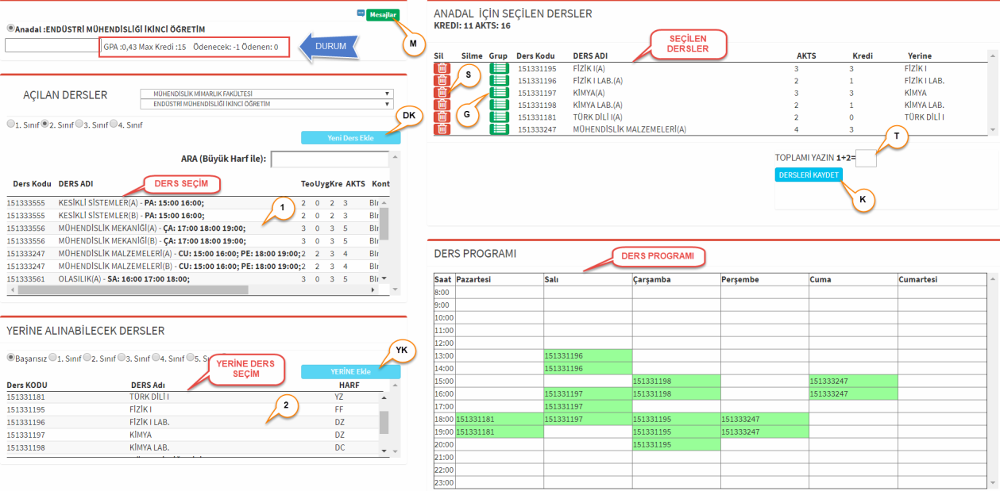 Mesajlar
M
Anadal :ENDÜSTRİ MÜHENDİSLİĞİ İKİNCİ ÖĞRETİM
GPA :0,43 Max Kredi :15 Ödenecek: -1 Ödenen: 0
DURUM
AÇILAN DERSLER
MÜHENDİSLİK MİMARLIK FAKÜLTESİ
ENDÜSTRİ MÜHENDİSLİĞİ İKİNCİ ÖĞRETİM
1. Sınıf 2. Sınıf 3. Sınıf 4. Sınıf
DK
Yeni Ders Ekle
ARA (Büyük Harf ile):
DERS SEÇİM
Ders Kodu DERS ADI Teo Uyg Kre AKTS Kont
151333555 KESİKLİ SİSTEMLER(A) - PA: 15:00 16:00; 2 0 2 3 Blr
151333555 KESİKLİ SİSTEMLER(B) - PA: 15:00 16:00; 2 0 2 3 Blr
1
151333556 MÜHENDİSLİK MEKANİĞİ(A) - ÇA: 17:00 18:00 19:00; 3 0 3 5 Blr
151333556 MÜHENDİSLİK MEKANİĞİ(B) - ÇA: 17:00 18:00 19:00; 3 0 3 5 Blr
151333247 MÜHENDİSLİK MALZEMELERİ(A) - CU: 15:00 16:00; PE: 18:00 19:00; 2 2 3 4 Blr
151333247 MÜHENDİSLİK MALZEMELERİ(B) - CU: 15:00 16:00; PE: 18:00 19:00; 2 2 3 4 Blr
151333561 OLASILIK(A) - SA: 16:00 17:00 18:00; 3 0 3 5 Blr
YERİNE ALINABİLECEK DERSLER
Başarısız 1. Sınıf 2. Sınıf 3. Sınıf 4. Sınıf 5. Sı
YK
YERİNE Ekle
YERİNE DERS
SEÇİM
Ders KODU DERS Adı HARF
151331181 TÜRK DİLİ I YZ
151331195 FİZİK I FF
2
151331196 FİZİK I LAB. DZ
151331197 KİMYA DZ
151331198 KİMYA LAB. DC
ANADAL İÇİN SEÇİLEN DERSLER
KREDI: 11 AKTS: 16
SEÇİLEN
DERSLER
Sil Silme Grup Ders Kodu DERS ADI AKTS Kredi Yerine
151331195 FİZİK I(A) 3 3 FİZİK I
S
151331196 FİZİK I LAB.(A) 2 1 FİZİK I LAB.
151331197 KİMYA(A) 3 3 KİMYA
151331198 KİMYA LAB.(A) 2 1 KİMYA LAB.
G
151331181 TÜRK DİLİ I(A) 2 0 TÜRK DİLİ I
151333247 MÜHENDİSLİK MALZEMELERİ(A) 4 3
T
TOPLAMI YAZIN 1+2=
DERSLERİ KAYDET
K
DERS PROGRAMI
DERS PROGRAMI
Saat Pazartesi Salı Çarşamba Perşembe Cuma Cumartesi
8:00
9:00
10:00
11:00
12:00
13:00 151331196
14:00 151331196
15:00 151331198 151333247
16:00 151331197 151331198 151333247
17:00 151331197
18:00 151331181 151331197 151331195 151333247
19:00 151331181 151331195 151333247
20:00 151331195
21:00
22:00
23:00